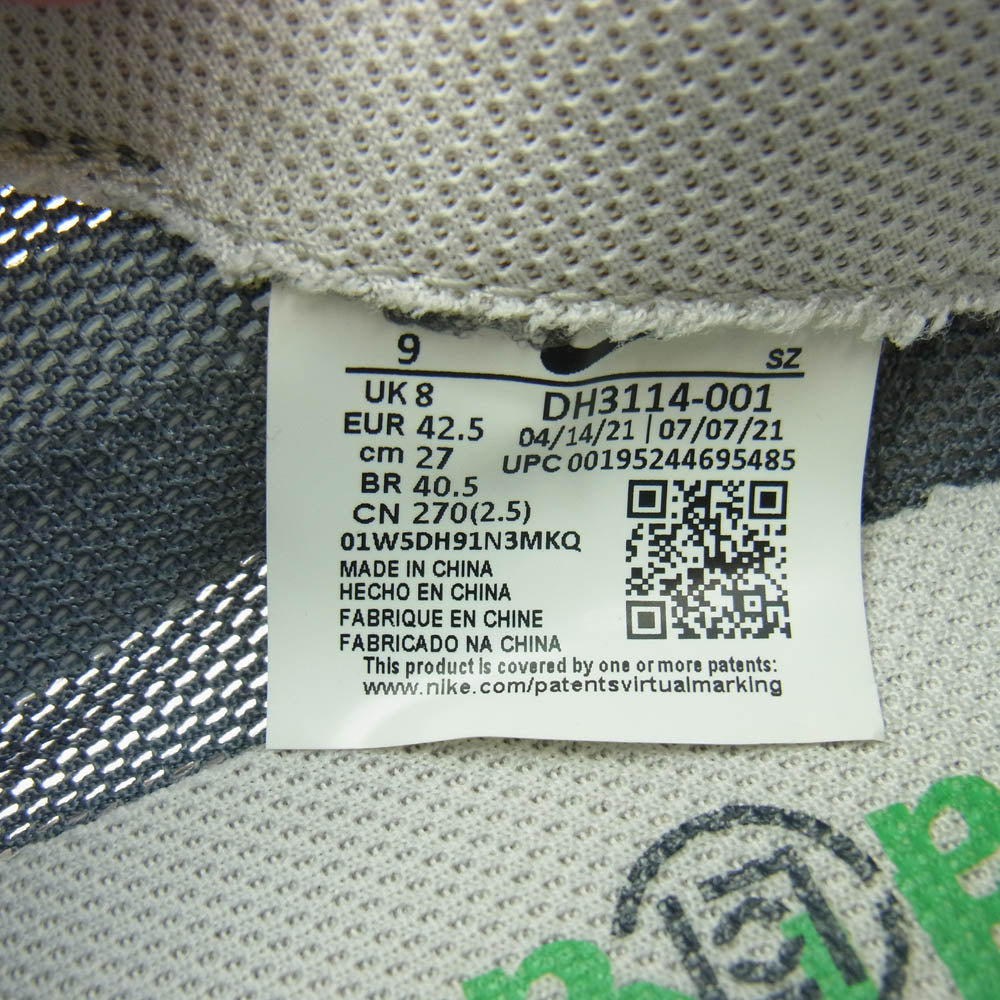 9 SZ
UK 8 DH3114-001
EUR 42.5 04/14/21 | 07/07/21
cm 27 UPC 00195244695485
BR 40.5
CN 270(2.5)
01W5DH91N3MKQ
MADE IN CHINA
HECHO EN CHINA
FABRIQUE EN CHINE
FABRICADO NA CHINA
This product is covered by one or more patents:
www.nike.com/patentsvirtualmarking